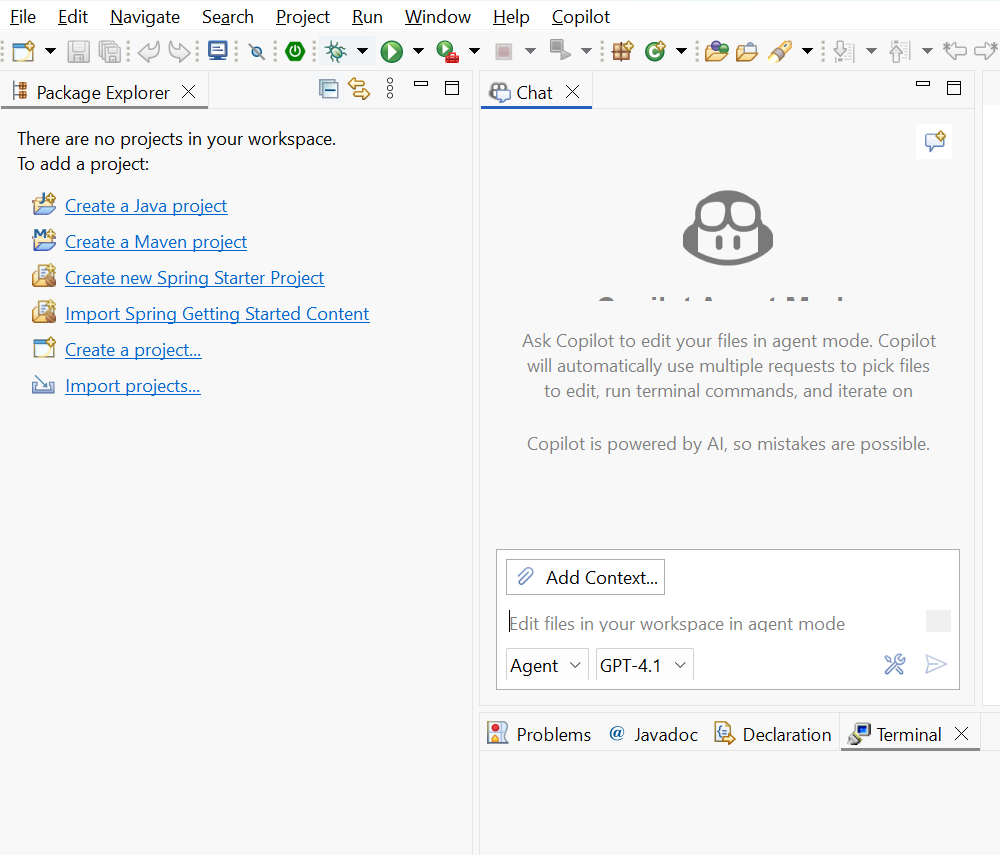 File Edit Navigate Search Project Run Window Help Copilot
Package Explorer
There are no projects in your workspace.
To add a project:
Create a Java project
Create a Maven project
Create new Spring Starter Project
Import Spring Getting Started Content
Create a project...
Import projects...
Chat
Ask Copilot to edit your files in agent mode. Copilot
will automatically use multiple requests to pick files
to edit, run terminal commands, and iterate on
Copilot is powered by AI, so mistakes are possible.
Add Context...
Edit files in your workspace in agent mode
Agent GPT-4.1
Problems @ Javadoc Declaration Terminal